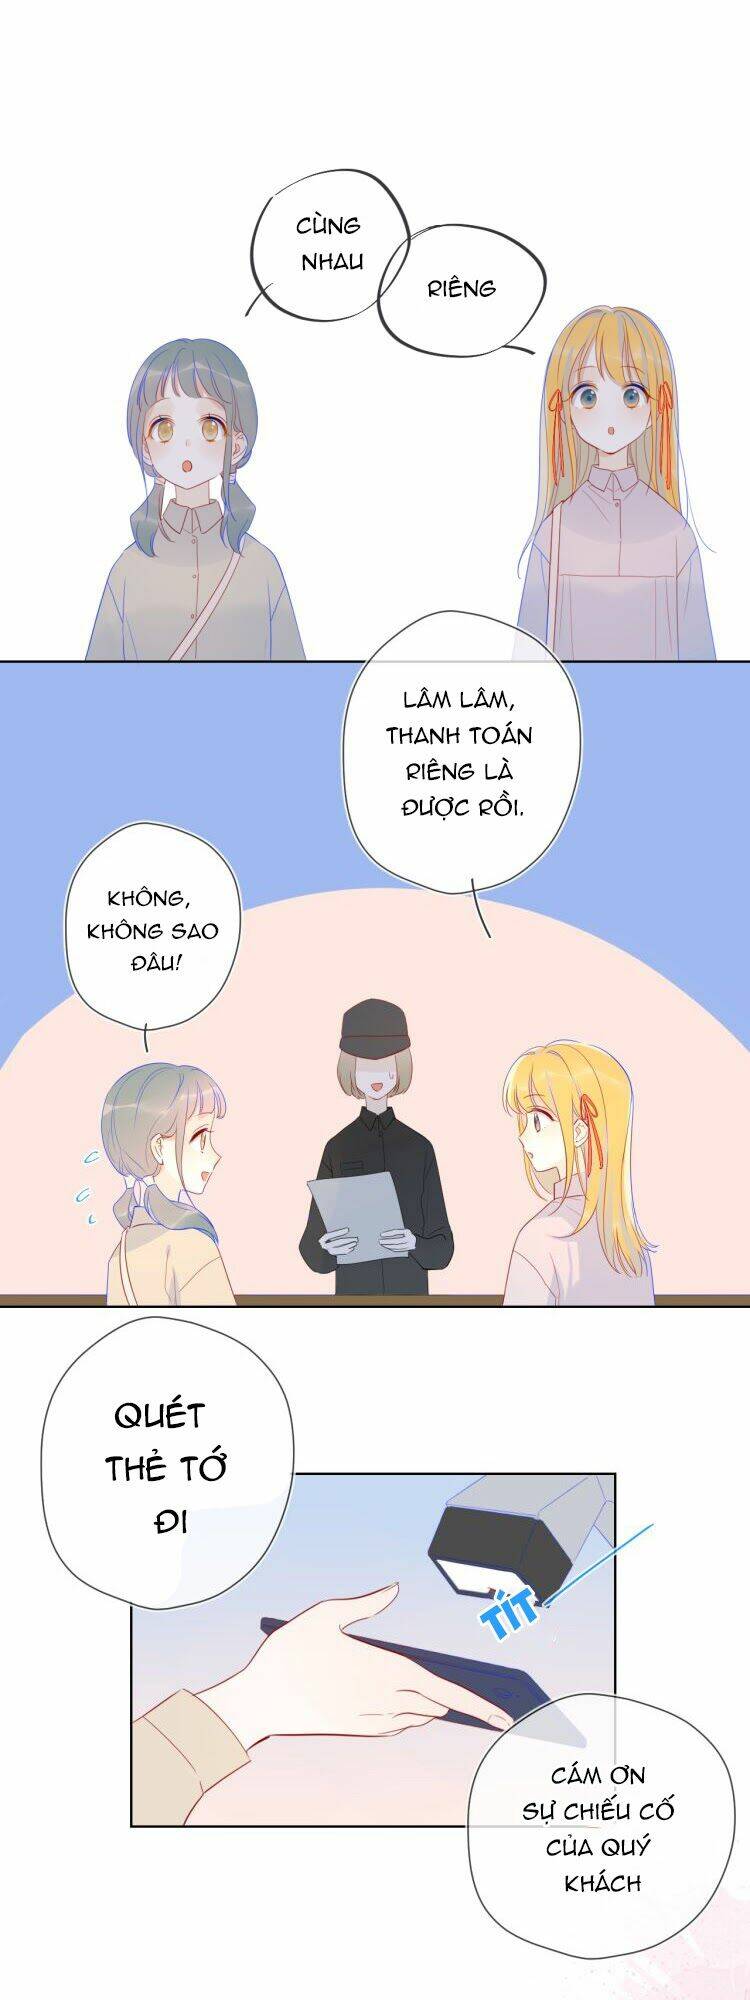 CÙNG
NHAU
RIÊNG
LÂM LÂM,
THANH TOÁN
RIÊNG LÀ
ĐƯỢC RỒI.
KHÔNG,
KHÔNG SAO
ĐÂU!
QUÉT
THẺ TỚ
ĐI
TÍT
CÁM ƠN
SỰ CHIẾU CỐ
CỦA QUÝ
KHÁCH